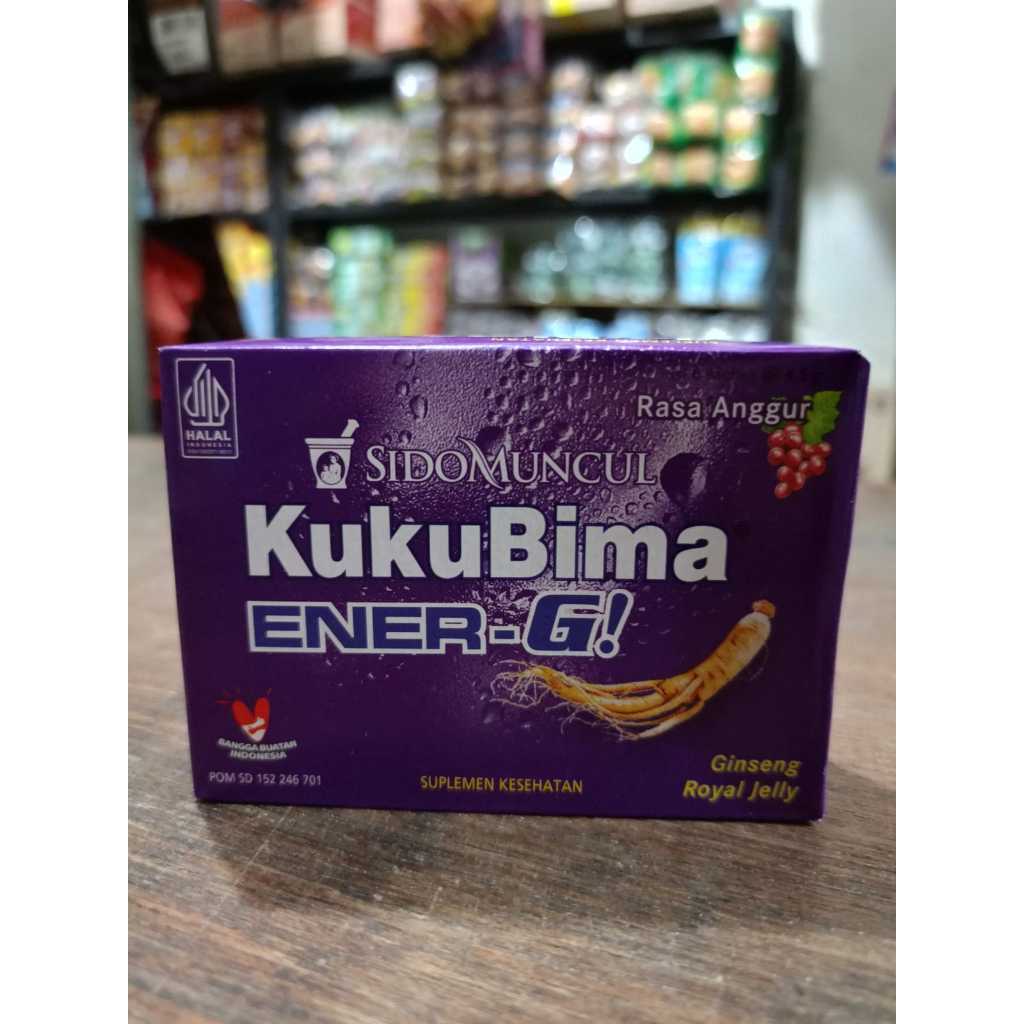 HALAL
INDONESIA
Rasa Anggur
SIDOMUNCUL
KukuBima
ENER-G!
BANGGA BUATAN
INDONESIA
POM SD 152 246 701
SUPLEMEN KESEHATAN
Ginseng
Royal Jelly